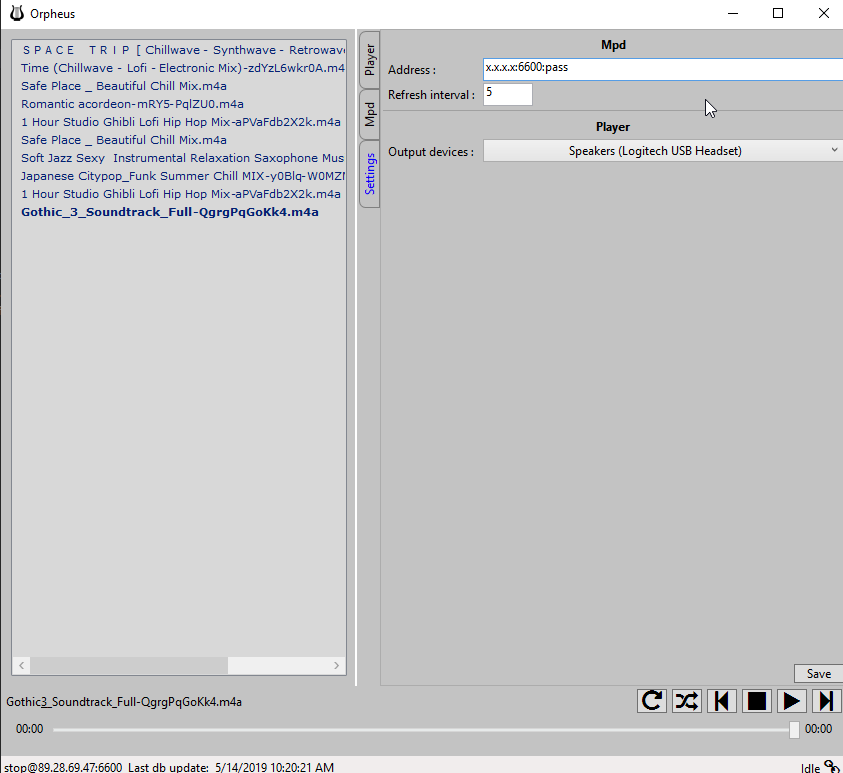 Orpheus
S P A C E   T R I P [ Chillwave - Synthwave - Retrowave
Time (Chillwave - Lofi - Electronic Mix)-zdYzL6wkr0A.m4
Safe Place _ Beautiful Chill Mix.m4a
Romantic acordeon-mRY5-PqlZU0.m4a
1 Hour Studio Ghibli Lofi Hip Hop Mix-aPVaFdb2X2k.m4a
Safe Place _ Beautiful Chill Mix.m4a
Soft Jazz Sexy  Instrumental Relaxation Saxophone Mus
Japanese Citypop_Funk Summer Chill MIX-y0Blq-W0MZN
1 Hour Studio Ghibli Lofi Hip Hop Mix-aPVaFdb2X2k.m4a
Gothic_3_Soundtrack_Full-QgrgPqGoKk4.m4a
Player
Mpd
Settings
Mpd
Address : x.x.x.x:6600:pass
Refresh interval : 5
Player
Output devices : Speakers (Logitech USB Headset)
Save
Gothic3_Soundtrack_Full-QgrgPqGoKk4.m4a
00:00 00:00
stop@89.28.69.47:6600 Last db update: 5/14/2019 10:20:21 AM Idle